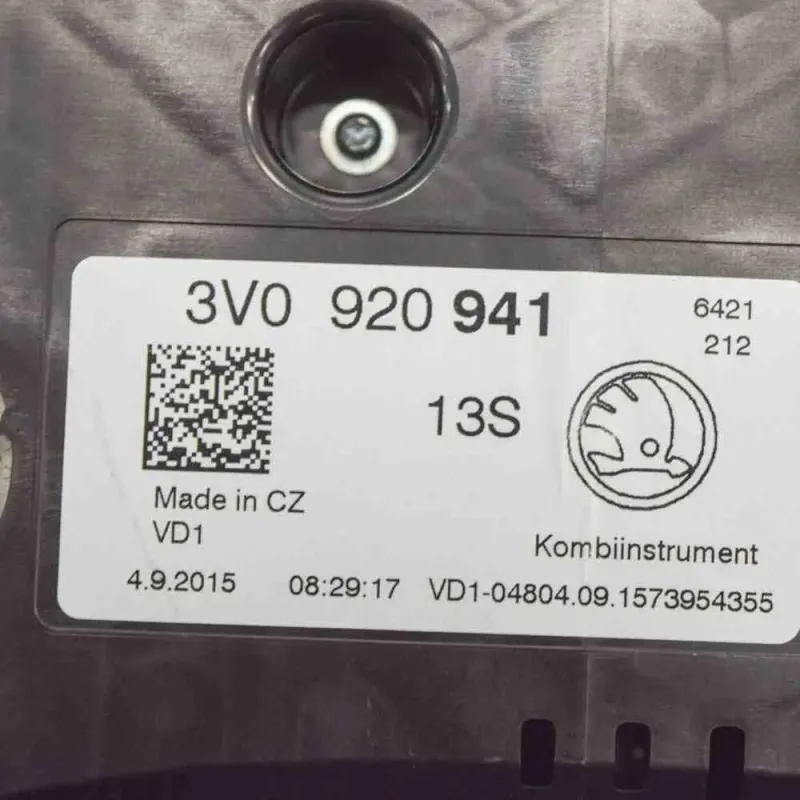 3V0 920 941
6421
212
13S
Made in CZ
VD1
Kombiinstrument
4.9.2015 08:29:17 VD1-04804.09.1573954355